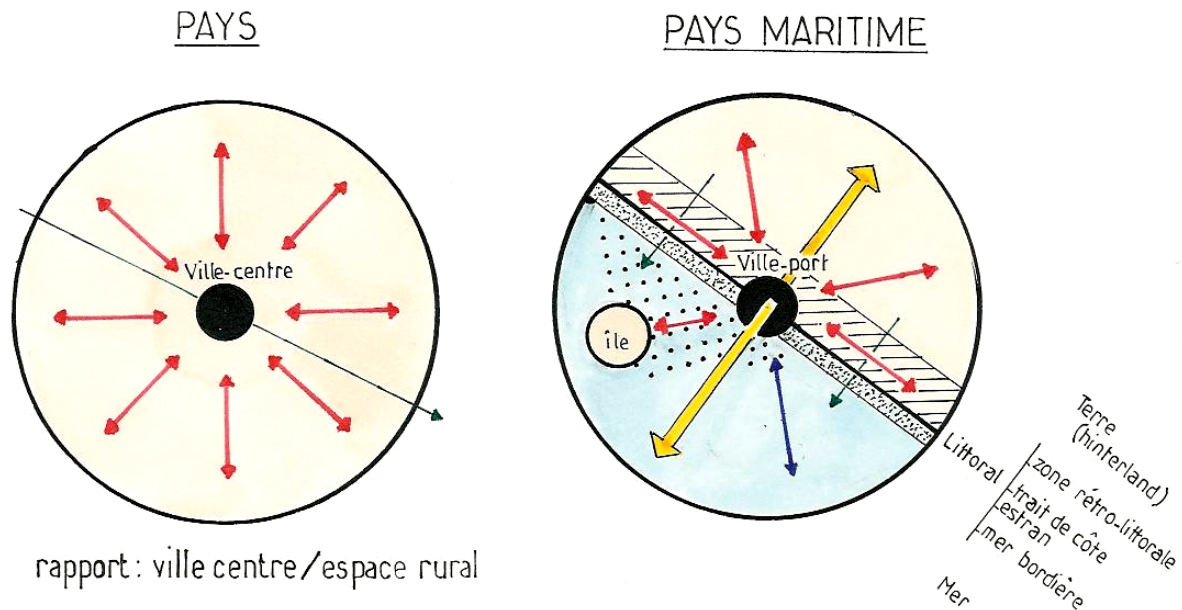 PAYS
PAYS MARITIME
Ville-centre
Ville-port
île
rapport: ville centre/espace rural
Terre
(hinterland)
Littoral
zone rétro-littorale
trait de côte
estran
mer bordière
Mer